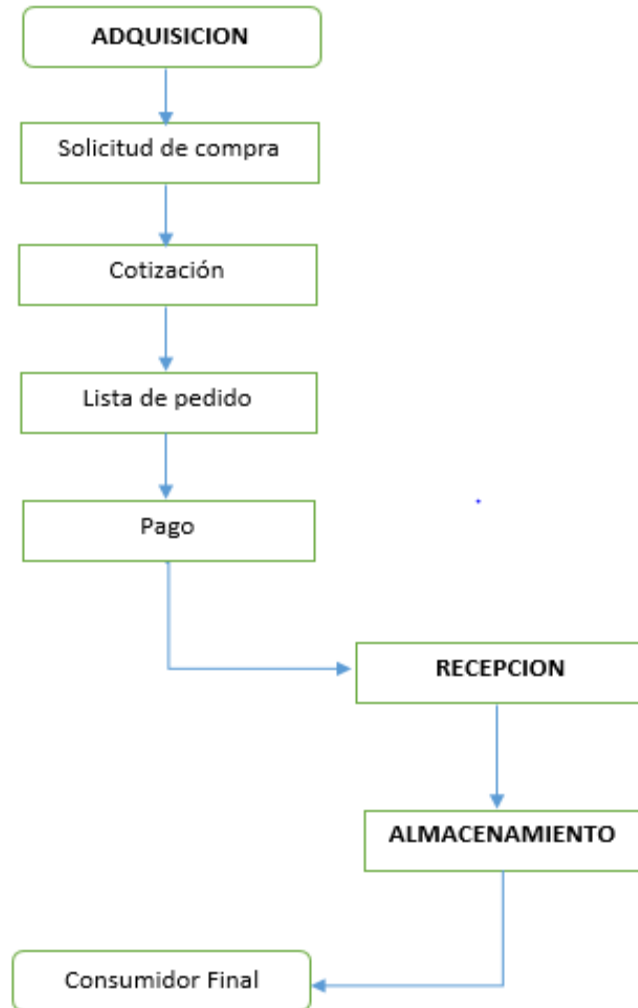 ADQUISICION
Solicitud de compra
Cotización
Lista de pedido
Pago
RECEPCION
ALMACENAMIENTO
Consumidor Final